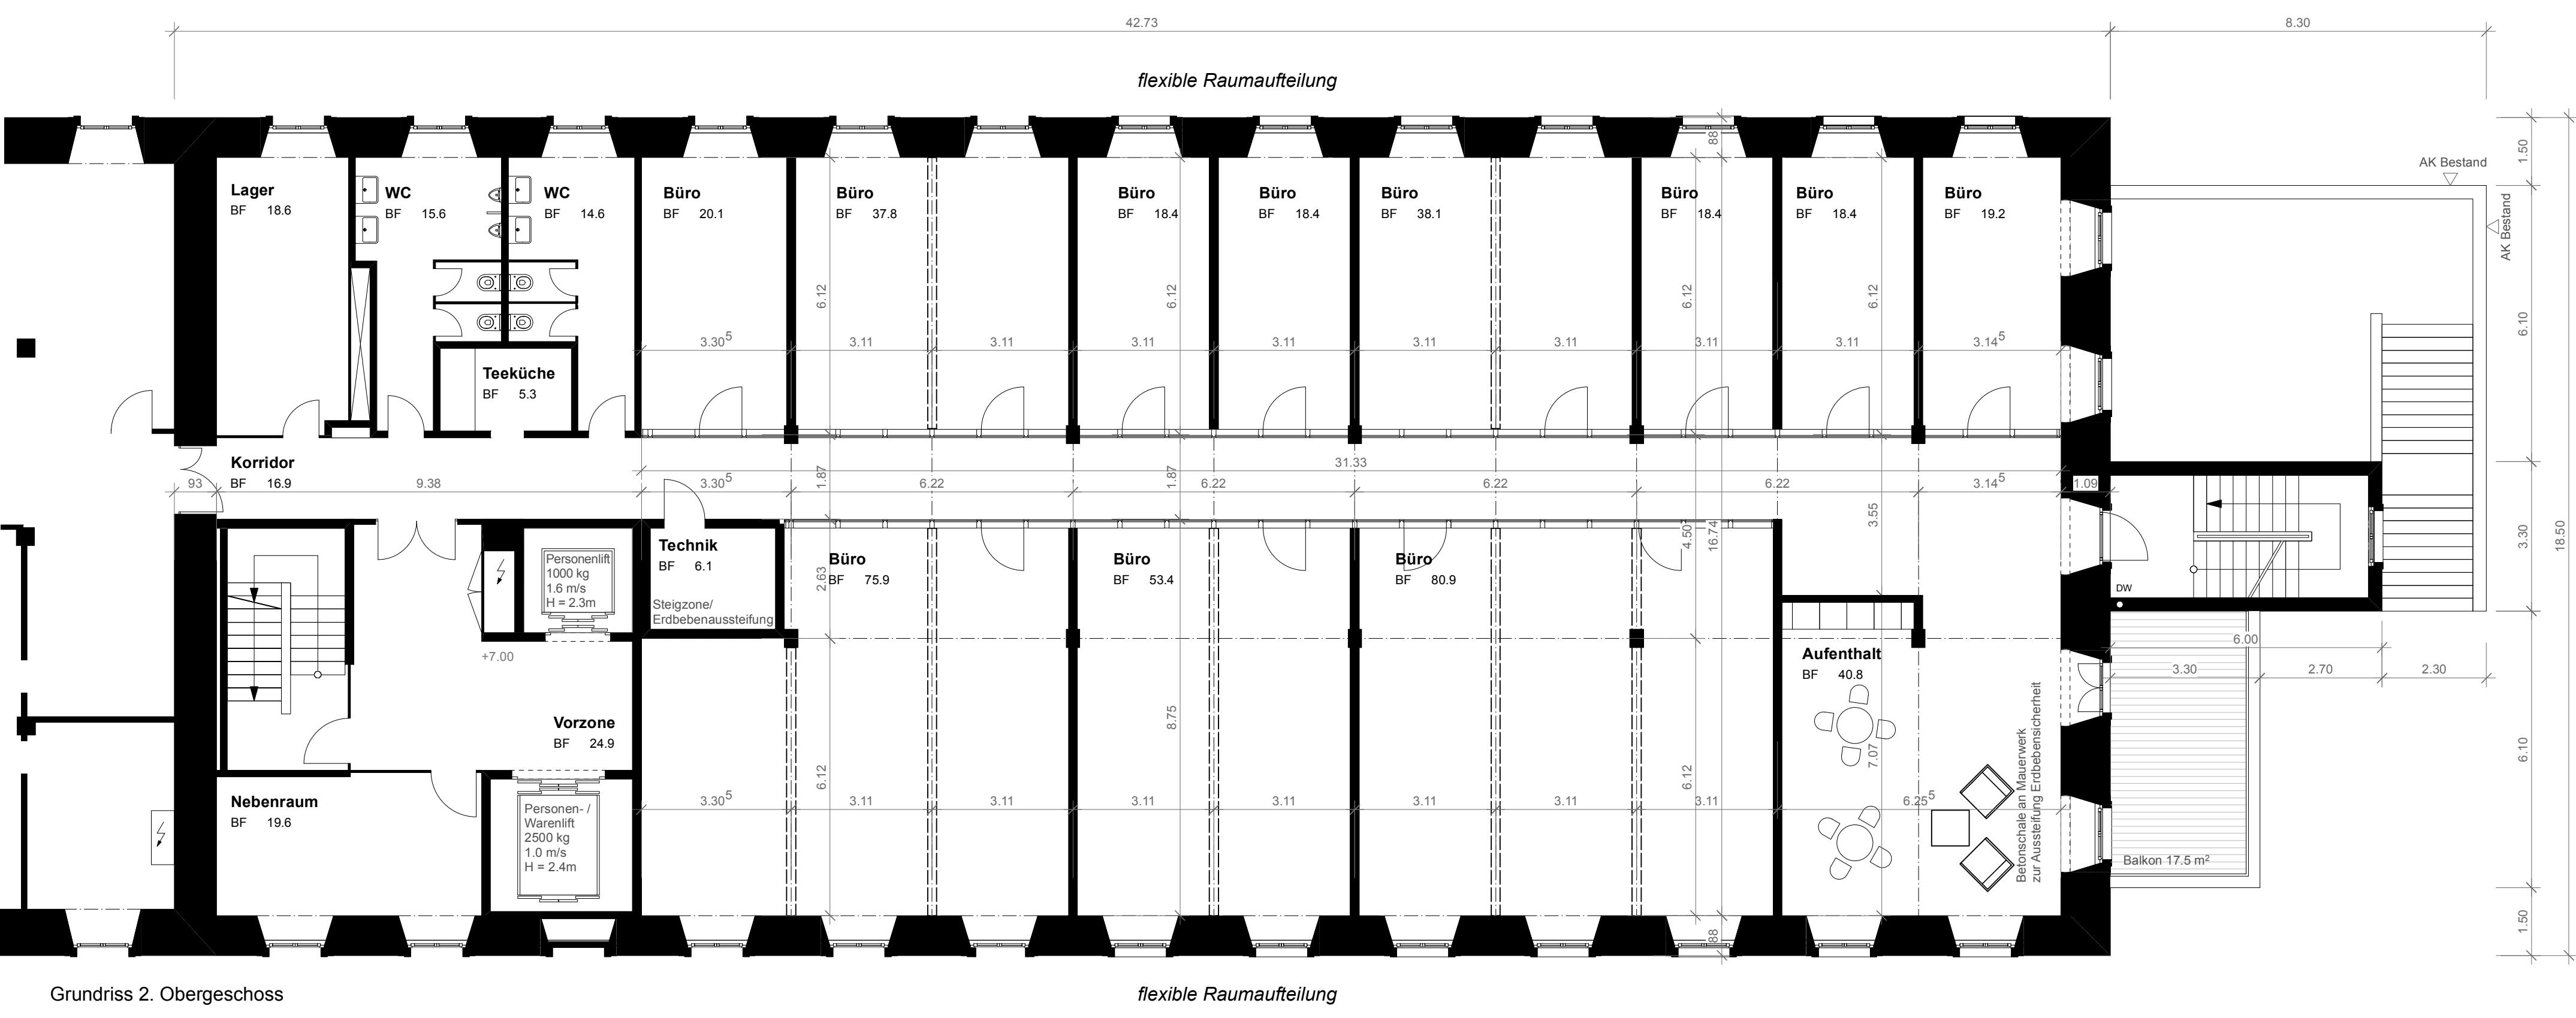 42.73
8.30
flexible Raumaufteilung
88
1.50
AK Bestand
AK Bestand
Lager
BF 18.6
WC
BF 15.6
WC
BF 14.6
Büro
BF 20.1
Büro
BF 37.8
Büro
BF 18.4
Büro
BF 18.4
Büro
BF 38.1
Büro
BF 18.4
Büro
BF 18.4
Büro
BF 19.2
6.12
6.12
6.12
6.12
6.10
3.30⁵
3.11
3.11
3.11
3.11
3.11
3.11
3.11
3.11
3.14⁵
Teeküche
BF 5.3
Korridor
BF 16.9
31.33
93
9.38
3.30⁵
1.87
6.22
1.87
6.22
6.22
6.22
3.14⁵
1.09
Technik
BF 6.1
Steigzone/
Erdbebenaussteifung
Personenlift
1000 kg
1.6 m/s
H = 2.3m
2.63
Büro
BF 75.9
Büro
BF 53.4
Büro
BF 80.9
4.50
16.74
3.55
3.30
18.50
DW
+7.00
6.00
3.30
2.70
2.30
Aufenthalt
BF 40.8
Vorzone
BF 24.9
8.75
6.12
6.12
7.07
6.10
Betonschale an Mauerwerk
zur Aussteifung Erdbebensicherheit
Nebenraum
BF 19.6
Personen- /
Warenlift
2500 kg
1.0 m/s
H = 2.4m
3.30⁵
3.11
3.11
3.11
3.11
3.11
3.11
3.11
6.25⁵
Balkon 17.5 m²
88
1.50
Grundriss 2. Obergeschoss
flexible Raumaufteilung